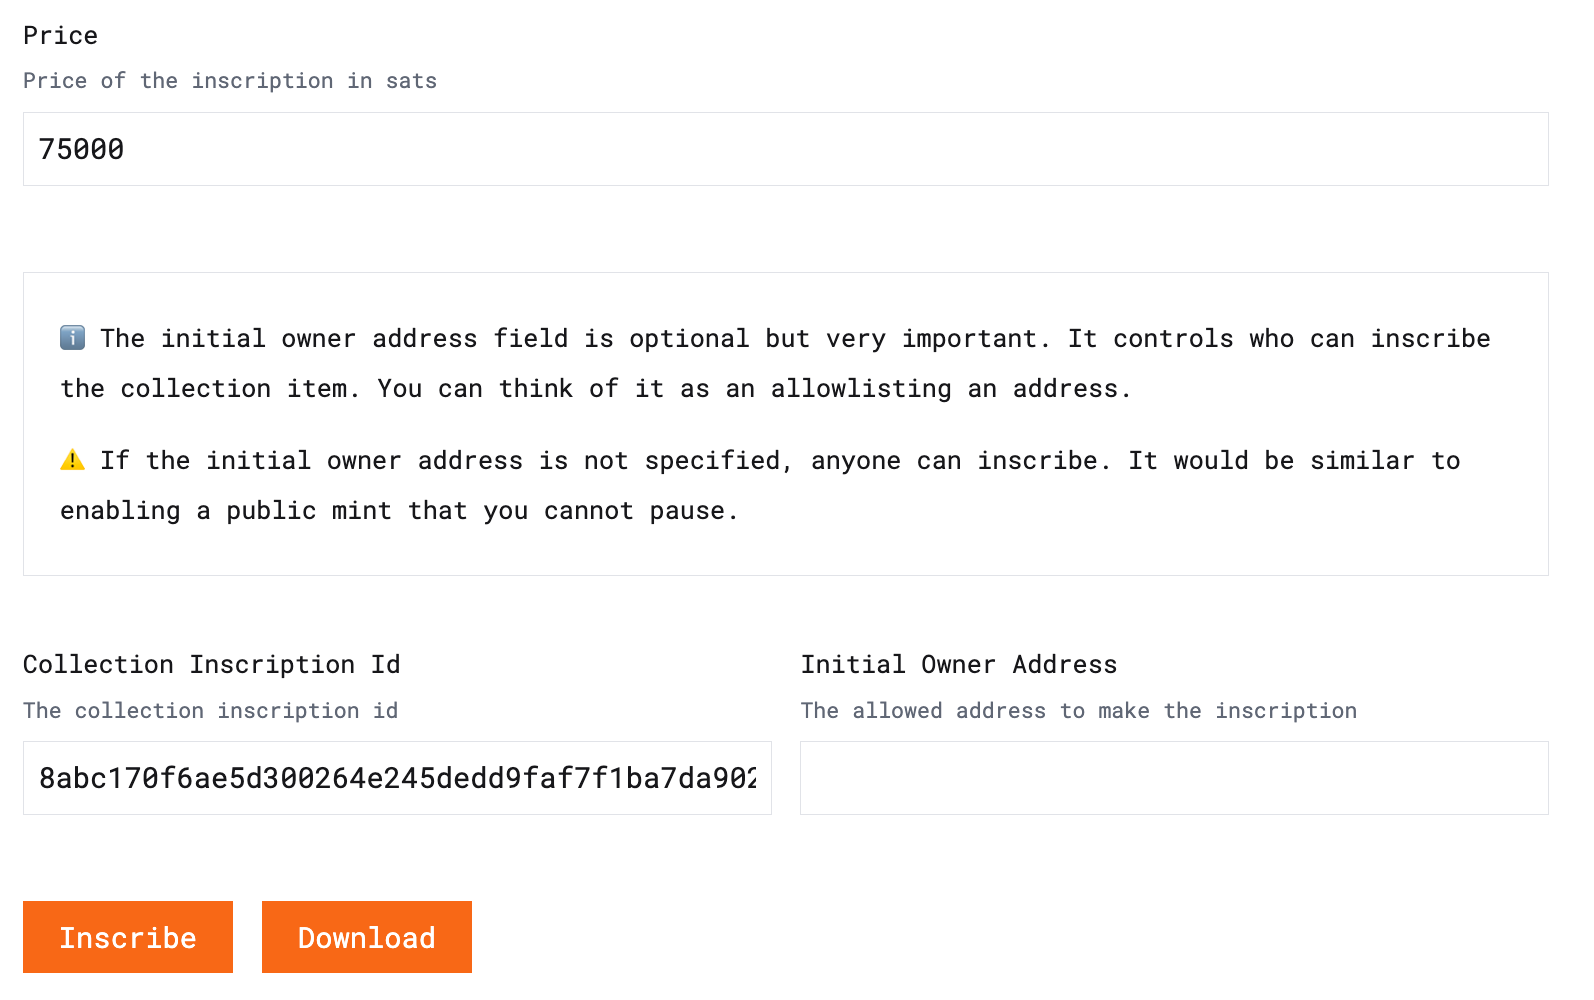 Price
Price of the inscription in sats
75000
ℹ️ The initial owner address field is optional but very important. It controls who can inscribe
the collection item. You can think of it as an allowlisting an address.
⚠️ If the initial owner address is not specified, anyone can inscribe. It would be similar to
enabling a public mint that you cannot pause.
Collection Inscription Id
The collection inscription id
8abc170f6ae5d300264e245dedd9faf7f1ba7da902
Initial Owner Address
The allowed address to make the inscription
Inscribe
Download